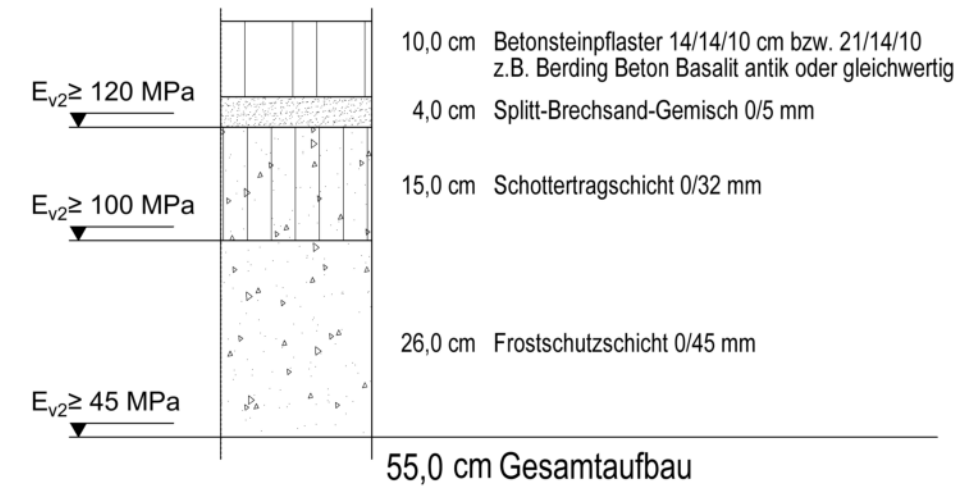 10,0 cm Betonsteinpflaster 14/14/10 cm bzw. 21/14/10
z.B. Berding Beton Basalit antik oder gleichwertig
Ev2≥ 120 MPa
4,0 cm Splitt-Brechsand-Gemisch 0/5 mm
15,0 cm Schottertragschicht 0/32 mm
Ev2≥ 100 MPa
26,0 cm Frostschutzschicht 0/45 mm
Ev2≥ 45 MPa
55,0 cm Gesamtaufbau